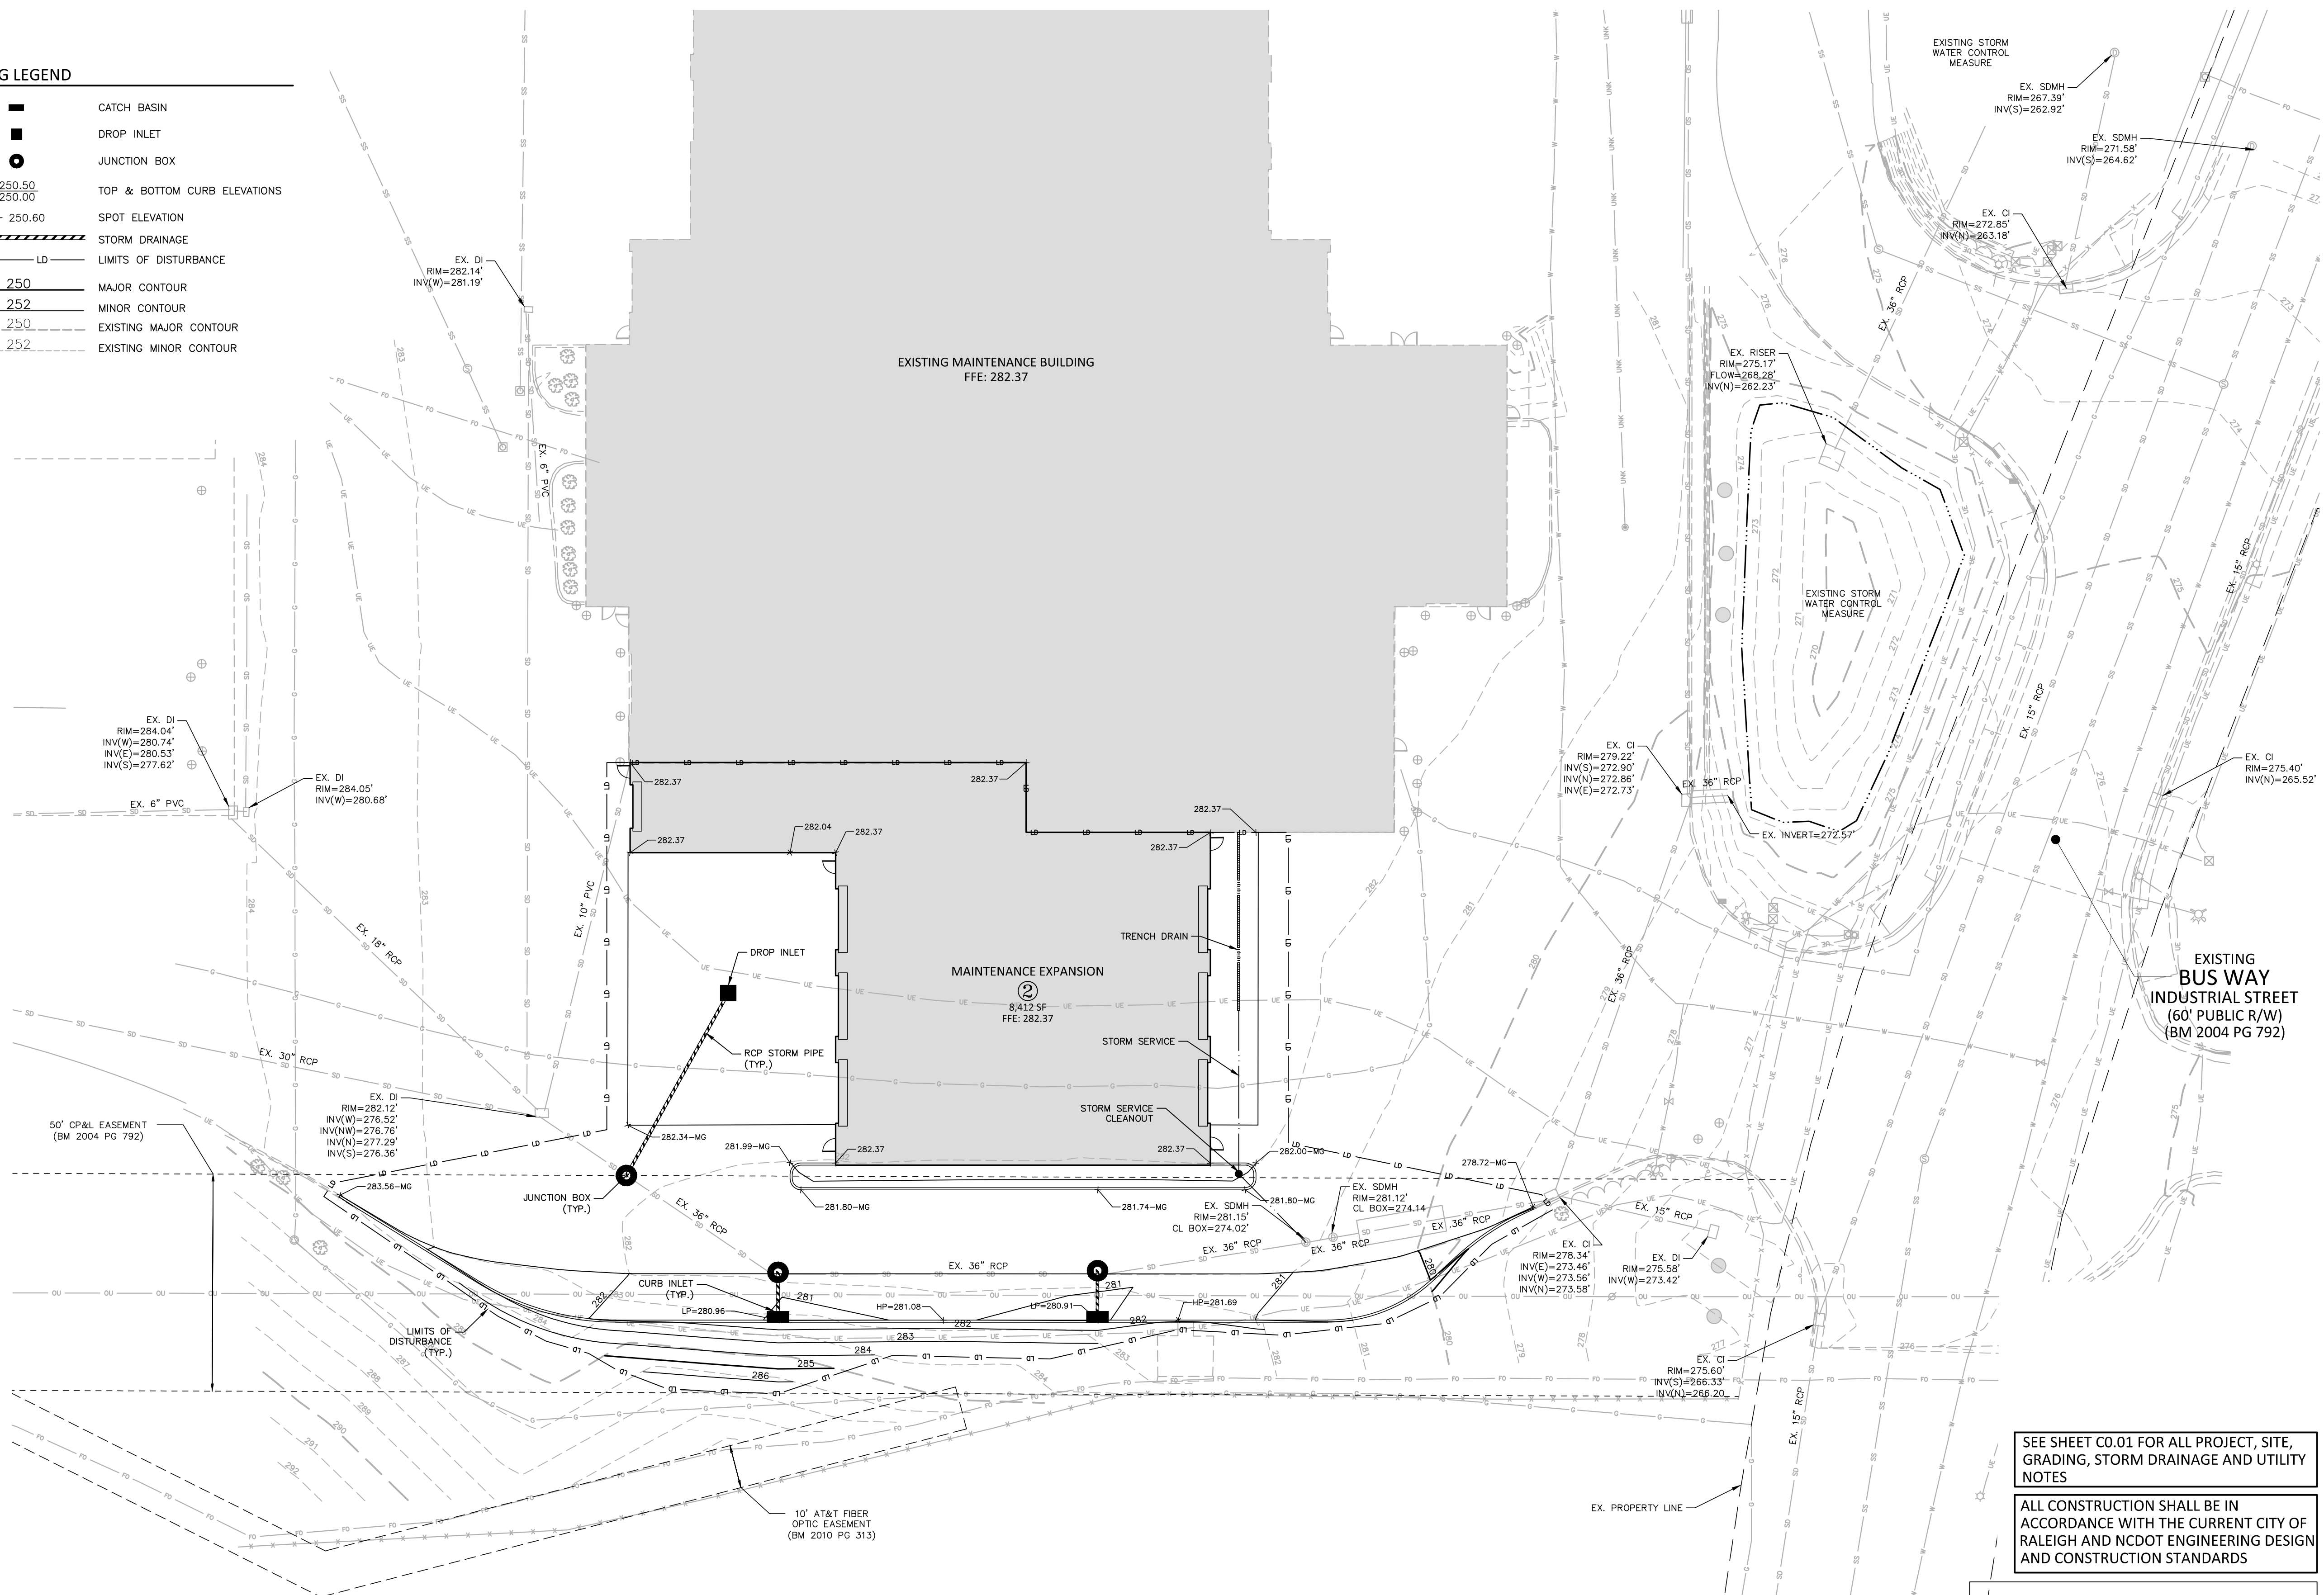 G LEGEND
CATCH BASIN
DROP INLET
JUNCTION BOX
250.50
250.00
TOP & BOTTOM CURB ELEVATIONS
250.60
SPOT ELEVATION
STORM DRAINAGE
LD
LIMITS OF DISTURBANCE
250
MAJOR CONTOUR
252
MINOR CONTOUR
250
EXISTING MAJOR CONTOUR
252
EXISTING MINOR CONTOUR
EX. DI
RIM=282.14'
INV(W)=281.19'
EX. 6" PVC
EXISTING MAINTENANCE BUILDING
FFE: 282.37
EXISTING STORM
WATER CONTROL
MEASURE
EX. SDMH
RIM=267.39'
INV(S)=262.92'
EX. SDMH
RIM=271.58'
INV(S)=264.62'
EX. CI
RIM=272.85'
INV(N)=263.18'
EX. 36" RCP
EX. RISER
RIM=275.17'
FLOW=268.28'
INV(N)=262.23'
EXISTING STORM
WATER CONTROL
MEASURE
EX. 15" RCP
EX. 15" RCP
EX. DI
RIM=284.04'
INV(W)=280.74'
INV(E)=280.53'
INV(S)=277.62'
EX. DI
RIM=284.05'
INV(W)=280.68'
EX. 6" PVC
EX. 18" RCP
EX. 10" PVC
EX. CI
RIM=279.22'
INV(S)=272.90'
INV(N)=272.86'
INV(E)=272.73'
EX. 36" RCP
EX. INVERT=272.57'
EX. CI
RIM=275.40'
INV(N)=265.52'
282.37
282.37
282.37
282.37
282.04
282.37
282.37
TRENCH DRAIN
DROP INLET
MAINTENANCE EXPANSION
2
8,412 SF
FFE: 282.37
RCP STORM PIPE
(TYP.)
STORM SERVICE
STORM SERVICE
CLEANOUT
EX. 36" RCP
EXISTING
BUS WAY
INDUSTRIAL STREET
(60' PUBLIC R/W)
(BM 2004 PG 792)
EX. 30" RCP
EX. DI
RIM=282.12'
INV(W)=276.52'
INV(NW)=276.76'
INV(N)=277.29'
INV(S)=276.36'
50' CP&L EASEMENT
(BM 2004 PG 792)
282.34-MG
281.99-MG
282.37
282.37
282.00-MG
278.72-MG
283.56-MG
JUNCTION BOX
(TYP.)
281.80-MG
281.74-MG
281.80-MG
EX. SDMH
RIM=281.15'
CL BOX=274.02'
EX. SDMH
RIM=281.12'
CL BOX=274.14
EX. 36" RCP
EX. 36" RCP
EX. 36" RCP
EX. 36" RCP
EX. 36" RCP
EX. 15" RCP
EX. CI
RIM=278.34'
INV(E)=273.46'
INV(W)=273.56'
INV(N)=273.58'
EX. DI
RIM=275.58'
INV(W)=273.42'
CURB INLET
(TYP.)
LP=280.96
HP=281.08
LP=280.91
HP=281.69
282
281
281
281
280
282
282
283
284
285
286
LIMITS OF
DISTURBANCE
(TYP.)
EX. CI
RIM=275.60'
INV(S)=266.33'
INV(N)=266.20
EX. 15" RCP
10' AT&T FIBER
OPTIC EASEMENT
(BM 2010 PG 313)
EX. PROPERTY LINE
SEE SHEET C0.01 FOR ALL PROJECT, SITE,
GRADING, STORM DRAINAGE AND UTILITY
NOTES
ALL CONSTRUCTION SHALL BE IN
ACCORDANCE WITH THE CURRENT CITY OF
RALEIGH AND NCDOT ENGINEERING DESIGN
AND CONSTRUCTION STANDARDS